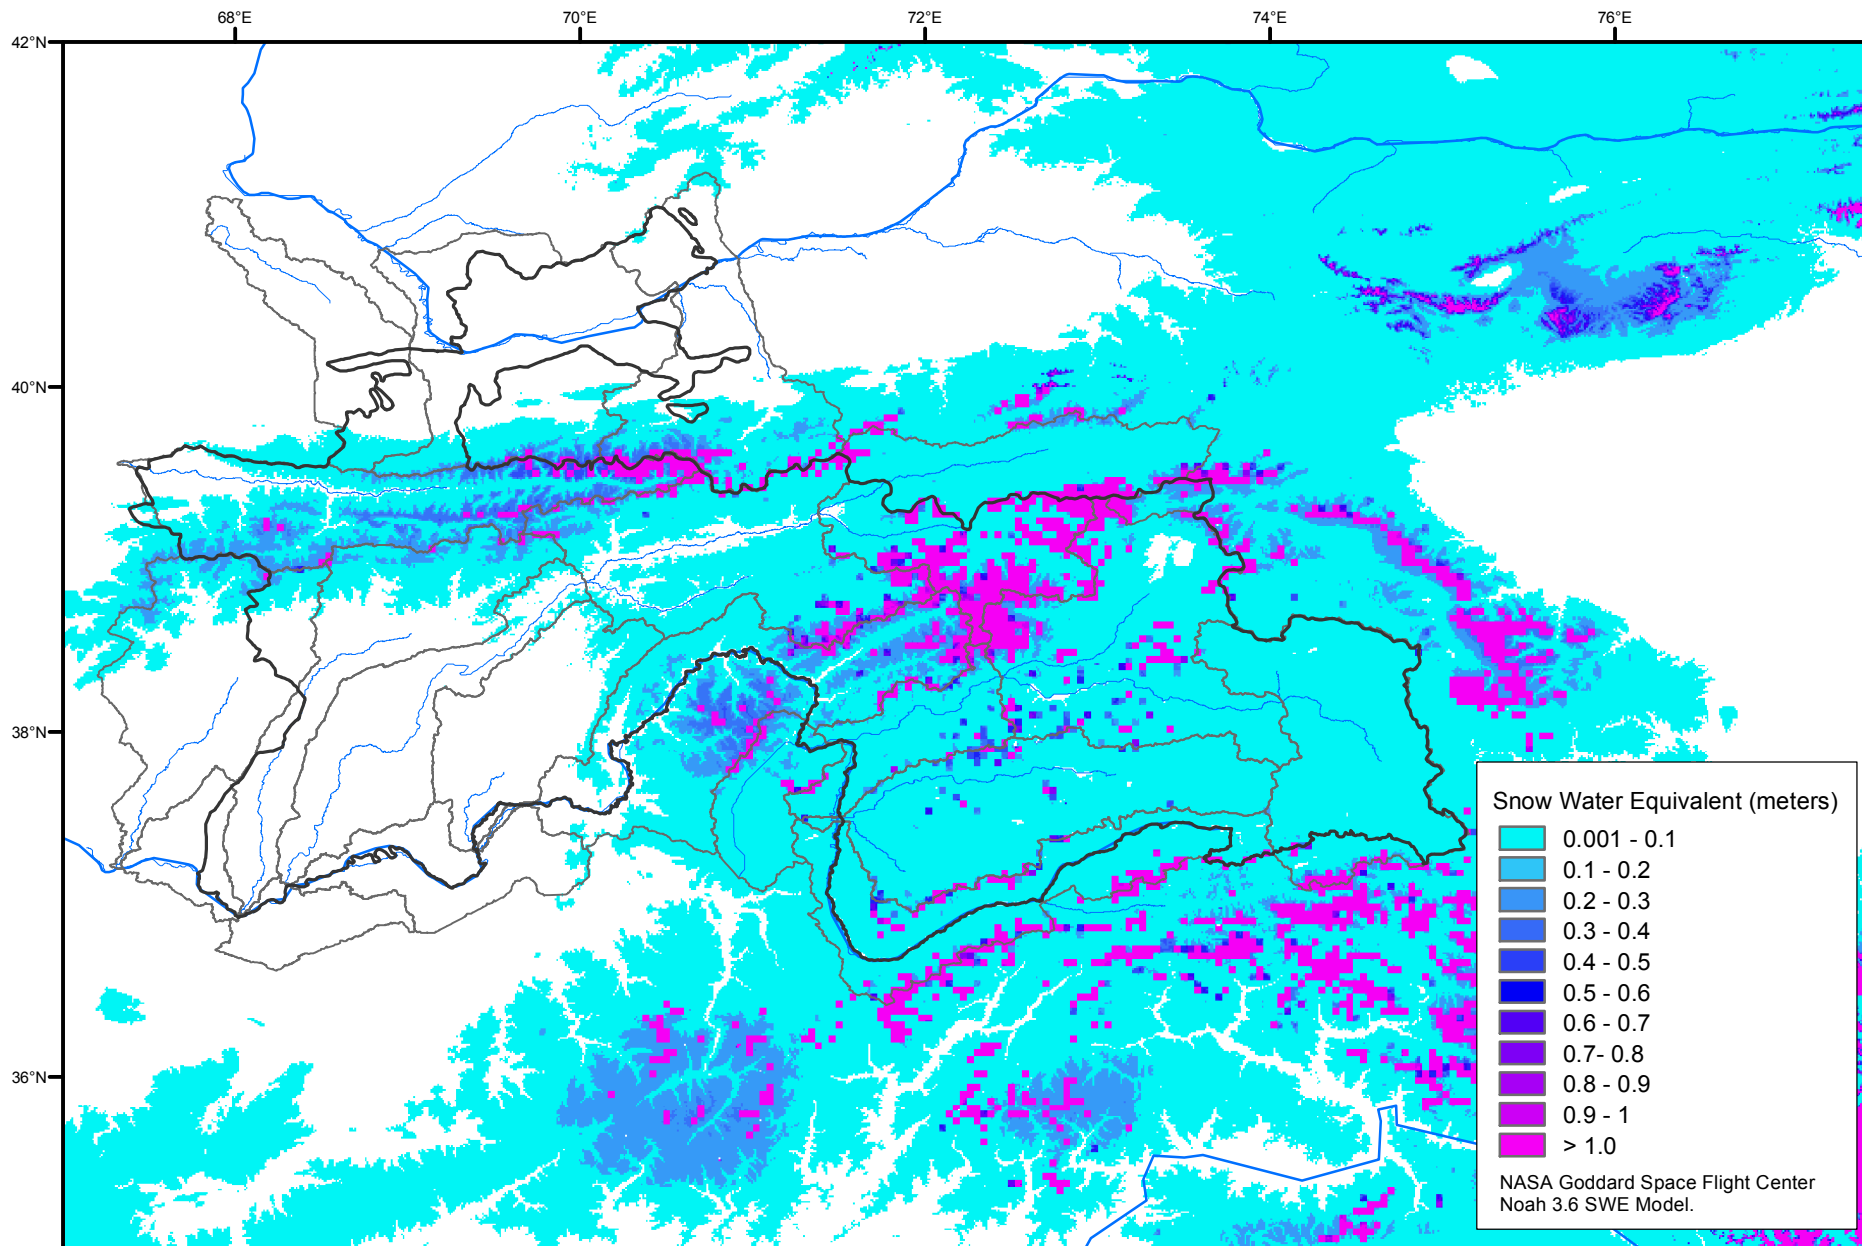 68°E 70°E 72°E 74°E 76°E
42°N
40°N
38°N
36°N
Snow Water Equivalent (meters)
0.001 - 0.1
0.1 - 0.2
0.2 - 0.3
0.3 - 0.4
0.4 - 0.5
0.5 - 0.6
0.6 - 0.7
0.7- 0.8
0.8 - 0.9
0.9 - 1
> 1.0
NASA Goddard Space Flight Center
Noah 3.6 SWE Model.